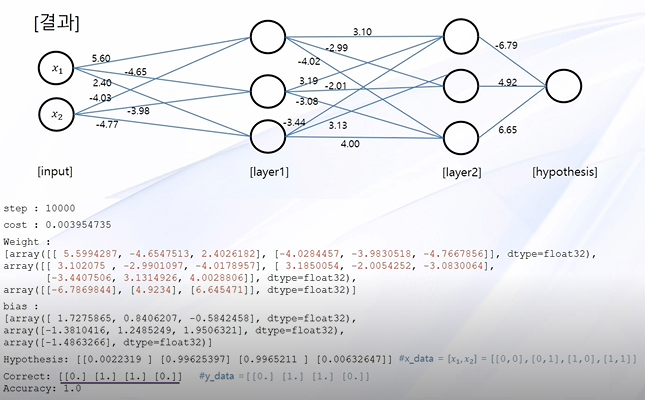 [결과]
x₁
x₂
5.60
-4.65
2.40
-4.03
-3.98
-4.77
3.10
-2.99
-4.02
3.19
-2.01
-3.08
-3.44
3.13
4.00
-6.79
4.92
6.65
[input]
[layer1]
[layer2]
[hypothesis]
step : 10000
cost : 0.003954735
Weight :
[array([[ 5.5994287, -4.6547513, 2.4026182], [-4.0284457, -3.9830518, -4.7667856]], dtype=float32),
array([[ 3.102075 , -2.9901097, -4.0178957], [ 3.1850054, -2.0054252, -3.0830064],
[-3.4407506, 3.1314926, 4.0028806]], dtype=float32),
array([[-6.7869844], [4.9234], [6.645471]], dtype=float32)]
bias :
[array([ 1.7275865, 0.8406207, -0.5842458], dtype=float32),
array([-1.3810416, 1.2485249, 1.9506321], dtype=float32),
array([-1.4863266], dtype=float32)]
Hypothesis: [[0.0022319 ] [0.99625397] [0.9965211 ] [0.00632647]] #x_data = [x₁,x₂] = [[0,0],[0,1],[1,0],[1,1]]
Correct: [[0.] [1.] [1.] [0.]] #y_data =[[0.] [1.] [1.] [0.]]
Accuracy: 1.0